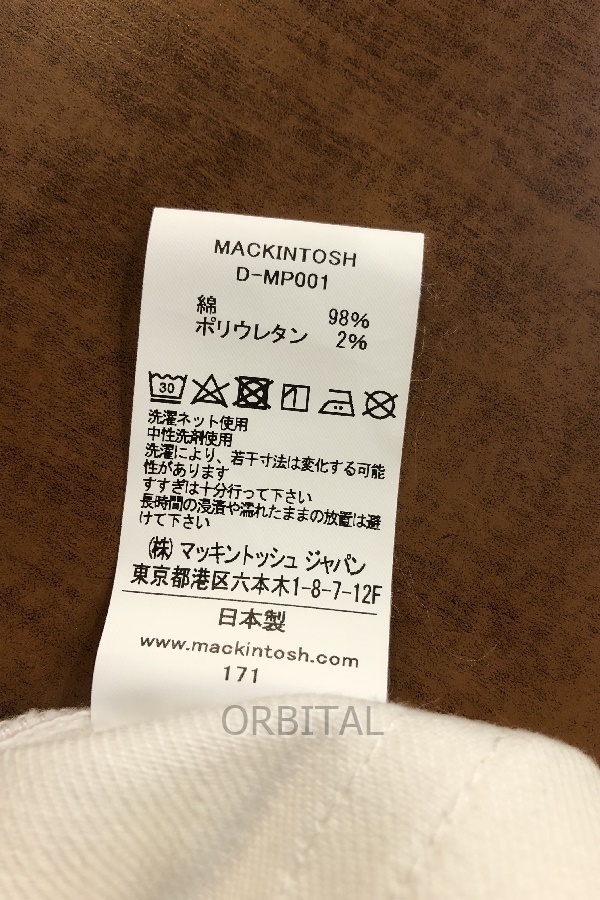 MACKINTOSH
D-MP001
綿 98%
ポリウレタン 2%
30
洗濯ネット使用
中性洗剤使用
洗濯により、若干寸法は変化する可能
性があります
すすぎは十分行って下さい
長時間の浸漬や濡れたままの放置は避
けて下さい
㈱ マッキントッシュ ジャパン
東京都港区六本木1-8-7-12F
日本製
www.mackintosh.com
171
ORBITAL